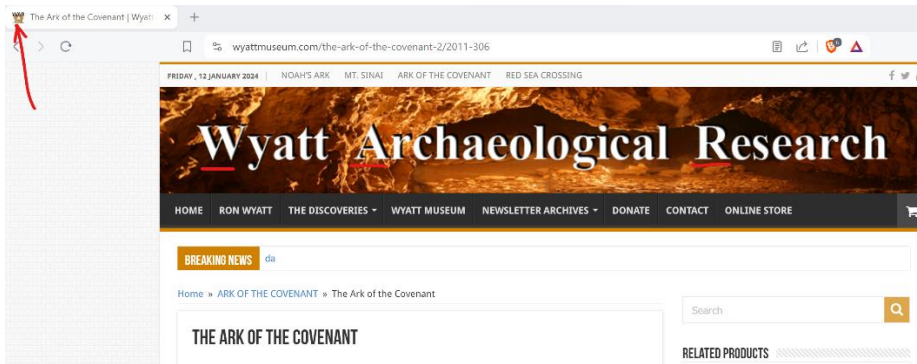 The Ark of the Covenant | Wyatt
wyattmuseum.com/the-ark-of-the-covenant-2/2011-306
FRIDAY , 12 JANUARY 2024 NOAH'S ARK MT. SINAI ARK OF THE COVENANT RED SEA CROSSING
Wyatt Archaeological Research
HOME RON WYATT THE DISCOVERIES WYATT MUSEUM NEWSLETTER ARCHIVES DONATE CONTACT ONLINE STORE
BREAKING NEWS da
Home » ARK OF THE COVENANT » The Ark of the Covenant
Search
THE ARK OF THE COVENANT
RELATED PRODUCTS